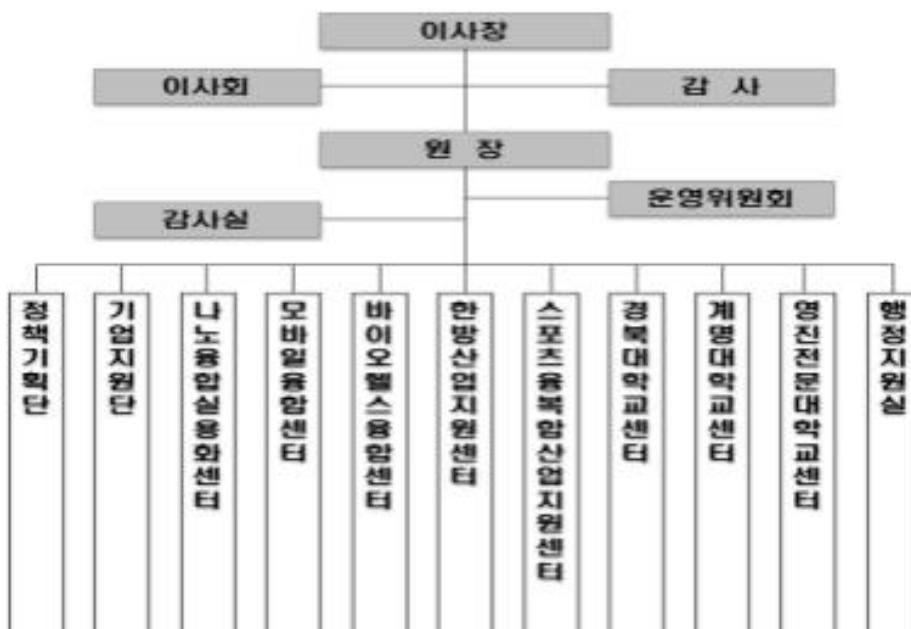 이사장
이사회
감 사
원 장
운영위원회
감사실
정책기획단
기업지원단
나노융합실용화센터
모바일융합센터
바이오헬스융합센터
한방산업지원센터
스포츠융복합산업지원센터
경북대학교센터
계명대학교센터
영진전문대학교센터
행정지원실